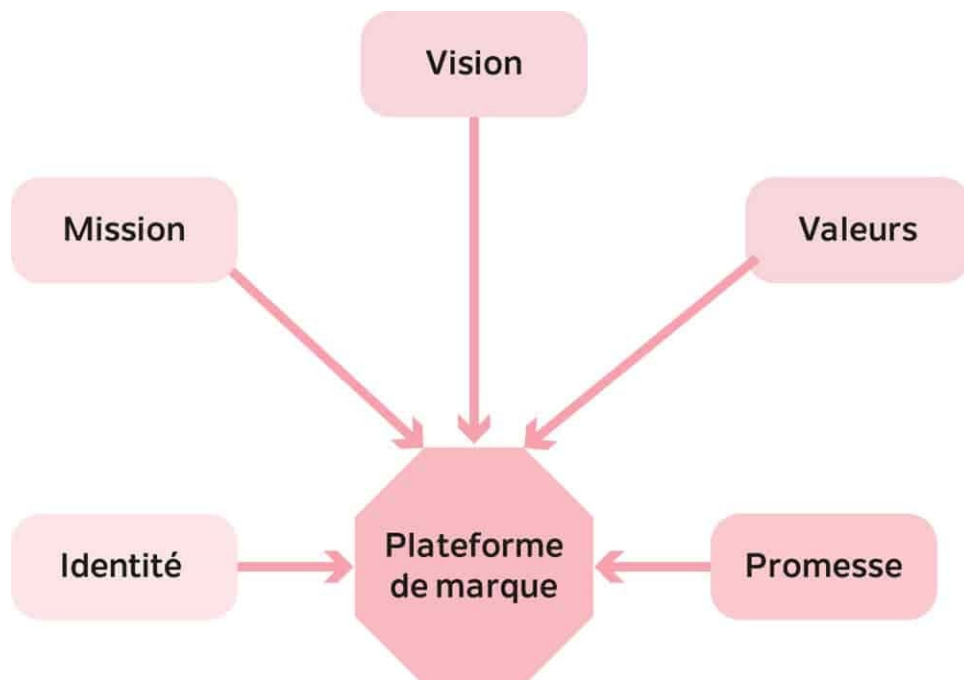 Vision
Mission
Valeurs
Identité
Plateforme
de marque
Promesse